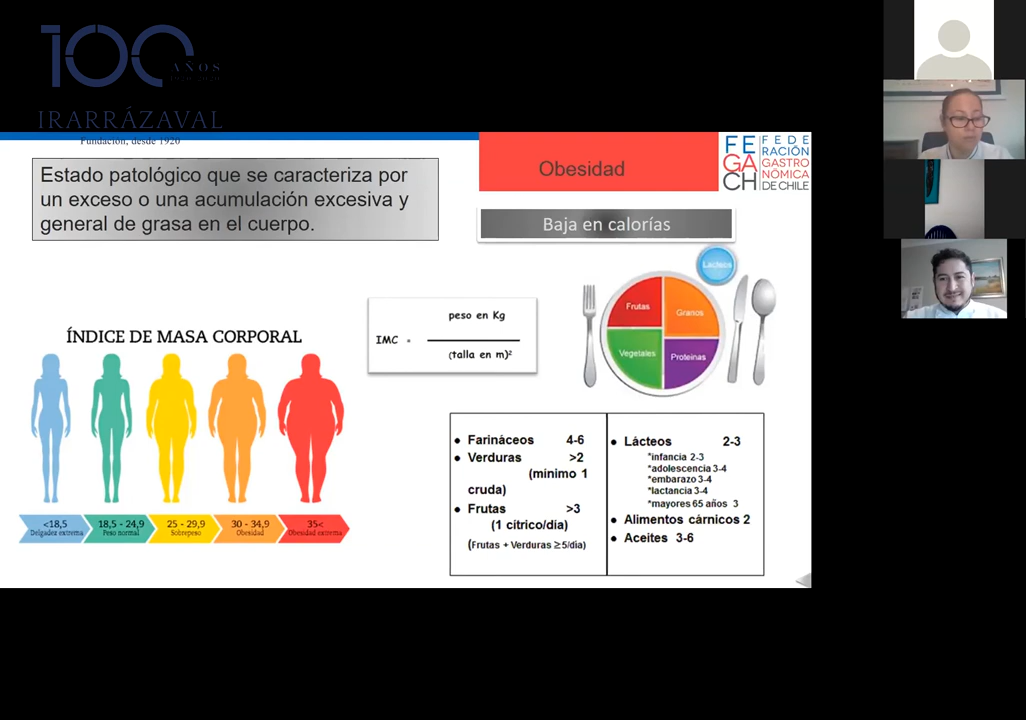 100
AÑOS
1920-2020
IRARRÁZAVAL
Fundación, desde 1920
Estado patológico que se caracteriza por
un exceso o una acumulación excesiva y
general de grasa en el cuerpo.
Obesidad
FE
GA
CH
FEDE
RACIÓN
GASTRO
NÓMICA
DE CHILE
Baja en calorías
Lácteos
Frutas
Granos
Vegetales
Proteínas
ÍNDICE DE MASA CORPORAL
<18,5
Delgadez extrema
18,5 - 24,9
Peso normal
25 - 29,9
Sobrepeso
30 - 34,9
Obesidad
35<
Obesidad extrema
peso en Kg
IMC =
(talla en m)²
• Farináceos 4-6
• Verduras >2
(mínimo 1
cruda)
• Frutas >3
(1 cítrico/día)
(Frutas + Verduras ≥5/día)
• Lácteos 2-3
*infancia 2-3
*adolescencia 3-4
*embarazo 3-4
*lactancia 3-4
*mayores 65 años 3
• Alimentos cárnicos 2
• Aceites 3-6